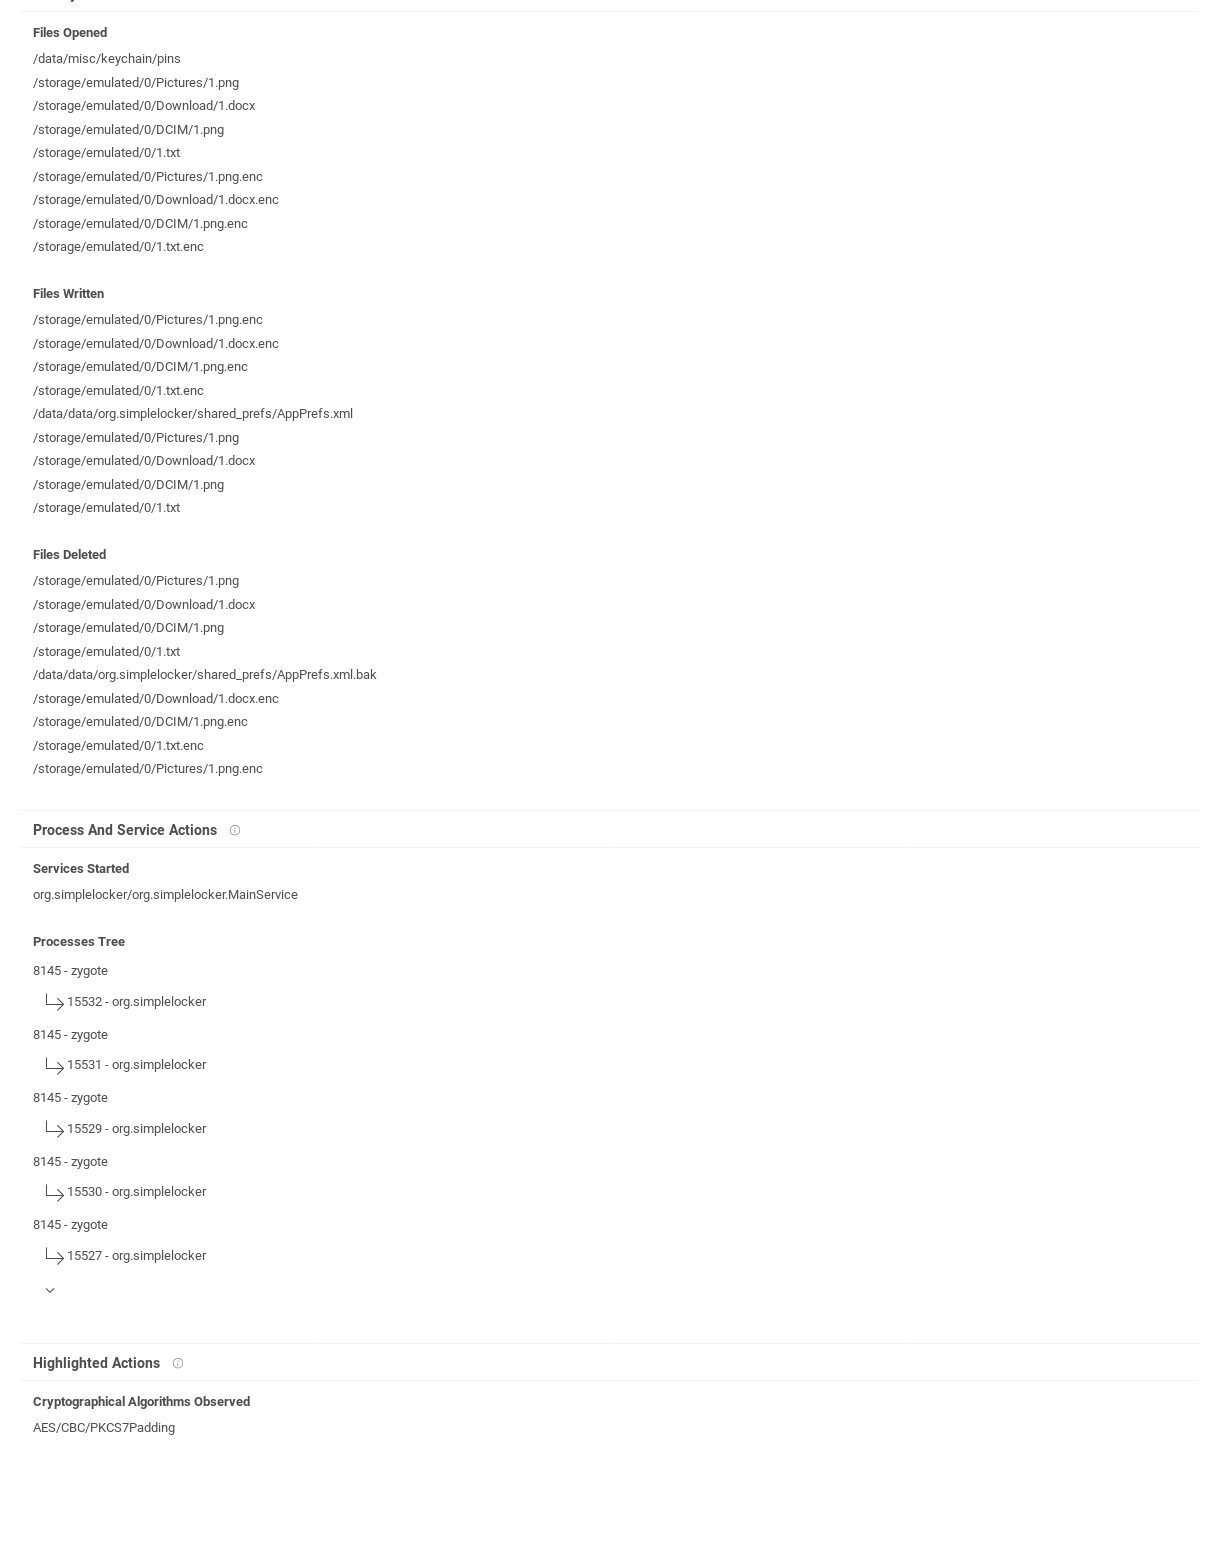 Files Opened
/data/misc/keychain/pins
/storage/emulated/0/Pictures/1.png
/storage/emulated/0/Download/1.docx
/storage/emulated/0/DCIM/1.png
/storage/emulated/0/1.txt
/storage/emulated/0/Pictures/1.png.enc
/storage/emulated/0/Download/1.docx.enc
/storage/emulated/0/DCIM/1.png.enc
/storage/emulated/0/1.txt.enc
Files Written
/storage/emulated/0/Pictures/1.png.enc
/storage/emulated/0/Download/1.docx.enc
/storage/emulated/0/DCIM/1.png.enc
/storage/emulated/0/1.txt.enc
/data/data/org.simplelocker/shared_prefs/AppPrefs.xml
/storage/emulated/0/Pictures/1.png
/storage/emulated/0/Download/1.docx
/storage/emulated/0/DCIM/1.png
/storage/emulated/0/1.txt
Files Deleted
/storage/emulated/0/Pictures/1.png
/storage/emulated/0/Download/1.docx
/storage/emulated/0/DCIM/1.png
/storage/emulated/0/1.txt
/data/data/org.simplelocker/shared_prefs/AppPrefs.xml.bak
/storage/emulated/0/Download/1.docx.enc
/storage/emulated/0/DCIM/1.png.enc
/storage/emulated/0/1.txt.enc
/storage/emulated/0/Pictures/1.png.enc
Process And Service Actions
Services Started
org.simplelocker/org.simplelocker.MainService
Processes Tree
8145 - zygote
15532 - org.simplelocker
8145 - zygote
15531 - org.simplelocker
8145 - zygote
15529 - org.simplelocker
8145 - zygote
15530 - org.simplelocker
8145 - zygote
15527 - org.simplelocker
Highlighted Actions
Cryptographical Algorithms Observed
AES/CBC/PKCS7Padding